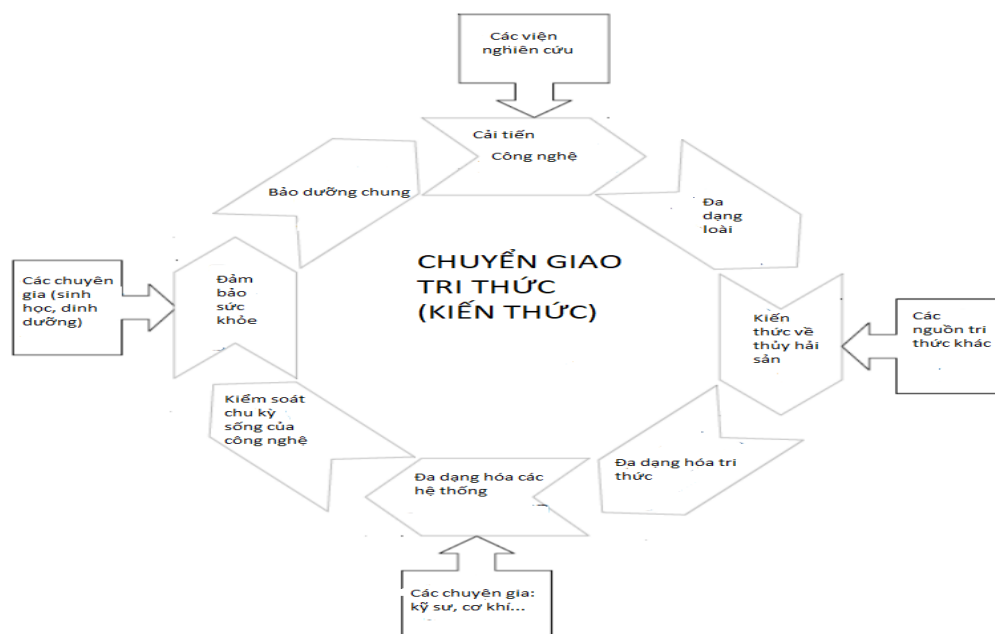 Các viện
nghiên cứu
Cải tiến
Công nghệ
Bảo dưỡng chung
Đa
dạng
loài
CHUYỂN GIAO
TRI THỨC
(KIẾN THỨC)
Các chuyên
gia (sinh
học, dinh
dưỡng)
Đảm
bảo
sức
khỏe
Kiến
thức về
thủy hải
sản
Các
nguồn tri
thức khác
Kiểm soát
chu kỳ
sống của
công nghệ
Đa dạng hóa các
hệ thống
Đa dạng hóa tri
thức
Các chuyên gia:
kỹ sư, cơ khí...